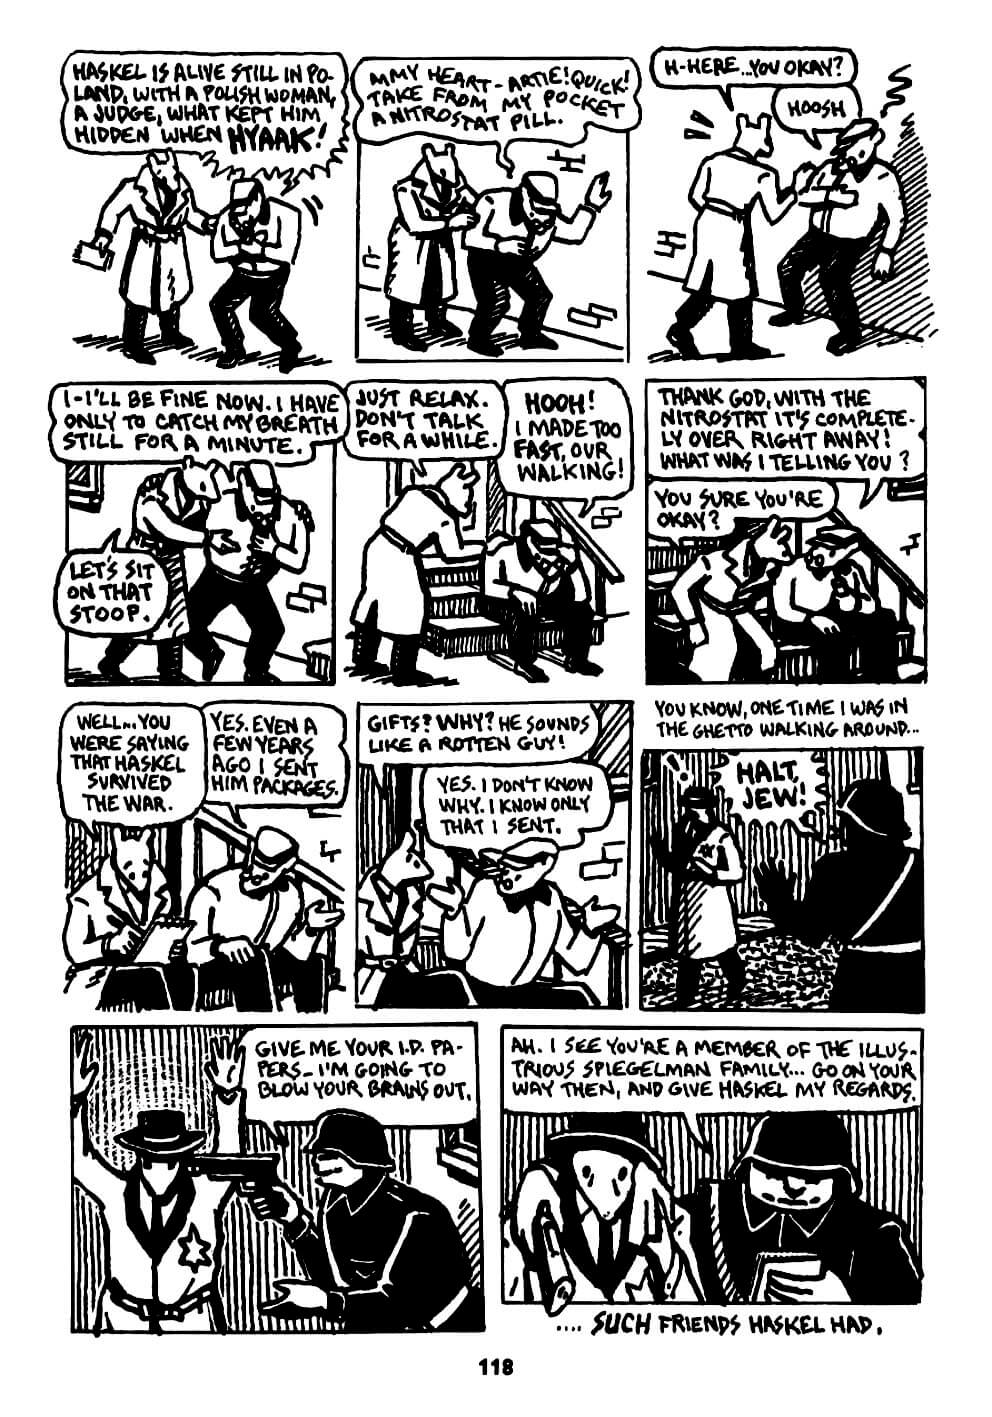 HASKEL IS ALIVE STILL IN PO-
LAND, WITH A POLISH WOMAN,
A JUDGE, WHAT KEPT HIM
HIDDEN WHEN HYAAK!
MMY HEART-ARTIE! QUICK!
TAKE FROM MY POCKET
A NITROSTAT PILL.
H-HERE...YOU OKAY?
HOOSH
I-I'LL BE FINE NOW. I HAVE
ONLY TO CATCH MY BREATH
STILL FOR A MINUTE.
LET'S SIT
ON THAT
STOOP.
JUST RELAX.
DON'T TALK
FOR A WHILE.
HOOH!
I MADE TOO
FAST, OUR
WALKING!
THANK GOD, WITH THE
NITROSTAT IT'S COMPLETE-
LY OVER RIGHT AWAY!
WHAT WAS I TELLING YOU?
YOU SURE YOU'RE
OKAY?
WELL...YOU
WERE SAYING
THAT HASKEL
SURVIVED
THE WAR.
YES. EVEN A
FEW YEARS
AGO I SENT
HIM PACKAGES.
GIFTS? WHY? HE SOUNDS
LIKE A ROTTEN GUY!
YES. I DON'T KNOW
WHY. I KNOW ONLY
THAT I SENT.
YOU KNOW, ONE TIME I WAS IN
THE GHETTO WALKING AROUND...
HALT,
JEW!
GIVE ME YOUR I.D. PA-
PERS_ I'M GOING TO
BLOW YOUR BRAINS OUT.
AH. I SEE YOU'RE A MEMBER OF THE ILLUS-
TRIOUS SPIEGELMAN FAMILY... GO ON YOUR
WAY THEN, AND GIVE HASKEL MY REGARDS.
.... SUCH FRIENDS HASKEL HAD.
118